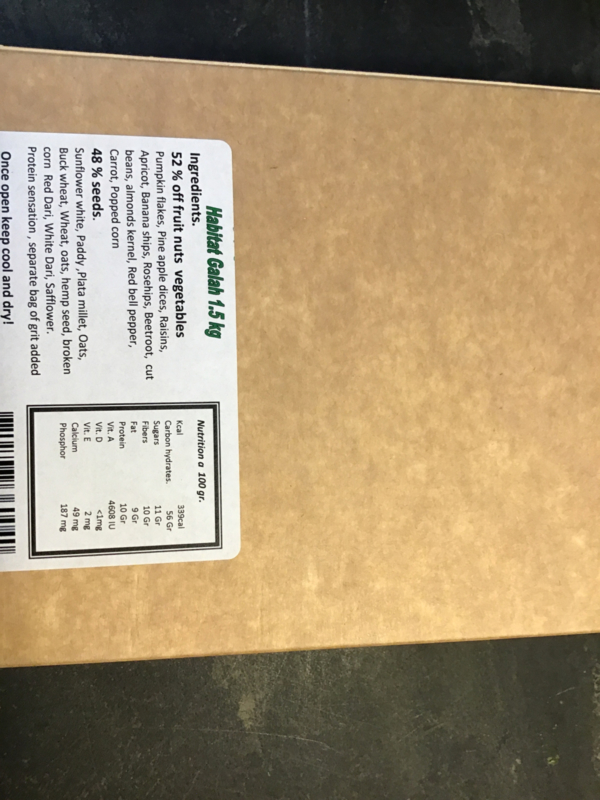 Habitat Galah 1.5 kg
Ingredients.
52 % off fruit nuts vegetables
Pumpkin flakes, Pine apple dices, Raisins,
Apricot, Banana ships, Rosehips, Beetroot, cut
beans, almonds kernel, Red bell pepper,
Carrot, Popped corn
48 % seeds.
Sunflower white, Paddy ,Plata millet, Oats,
Buck wheat, Wheat, oats, hemp seed, broken
corn Red Dari, White Dari, Safflower.
Protein sensation , separate bag of grit added
Once open keep cool and dry!
Nutrition a 100 gr.
Kcal 339cal
Carbon hydrates. 56 Gr
Sugars 11 Gr
Fibers 10 Gr
Fat 9 Gr
Protein 10 Gr
Vit. A 4608 IU
Vit. D <1mg
Vit. E 2 mg
Calcium 49 mg
Phosphor 187 mg